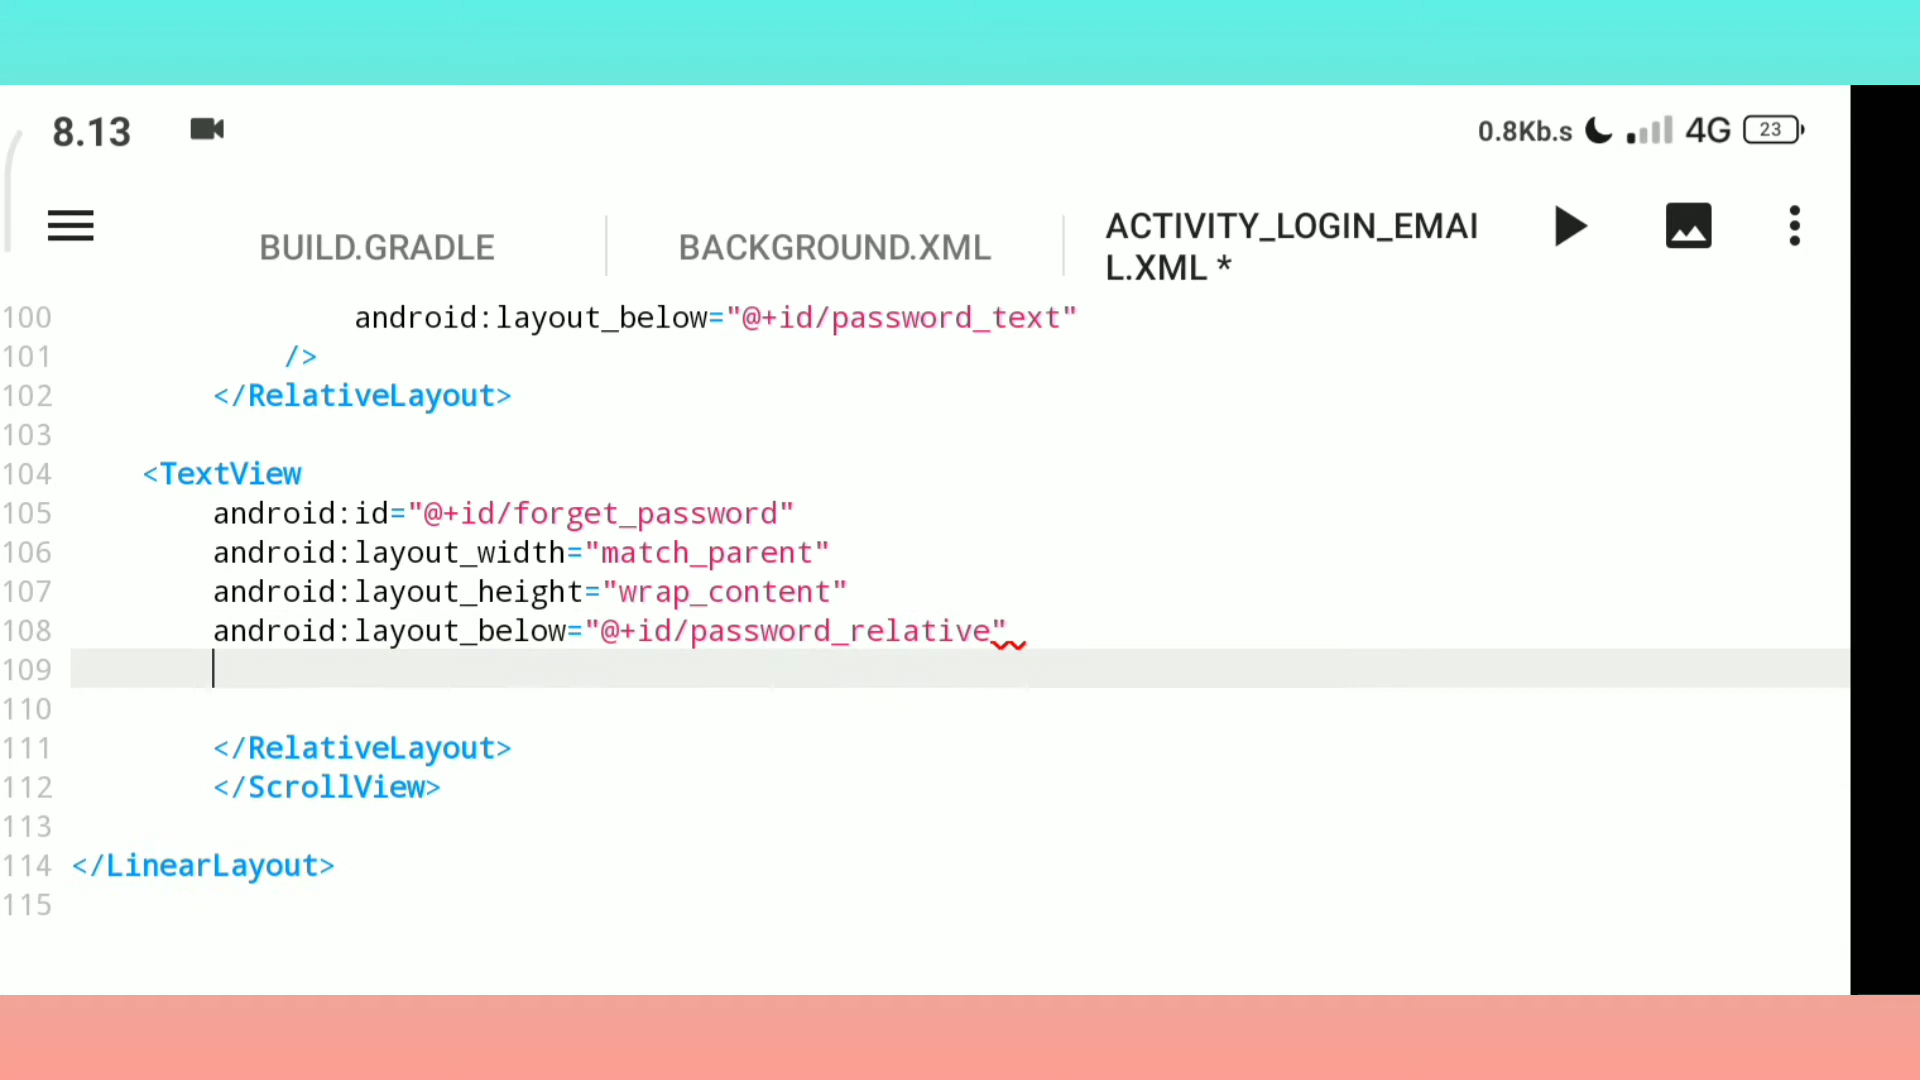 8.13
0.8Kb.s 4G 23
BUILD.GRADLE
BACKGROUND.XML
ACTIVITY_LOGIN_EMAI
L.XML *
100 android:layout_below="@+id/password_text"
101 />
102 </RelativeLayout>
103
104 <TextView
105 android:id="@+id/forget_password"
106 android:layout_width="match_parent"
107 android:layout_height="wrap_content"
108 android:layout_below="@+id/password_relative"
109
110
111 </RelativeLayout>
112 </ScrollView>
113
114 </LinearLayout>
115